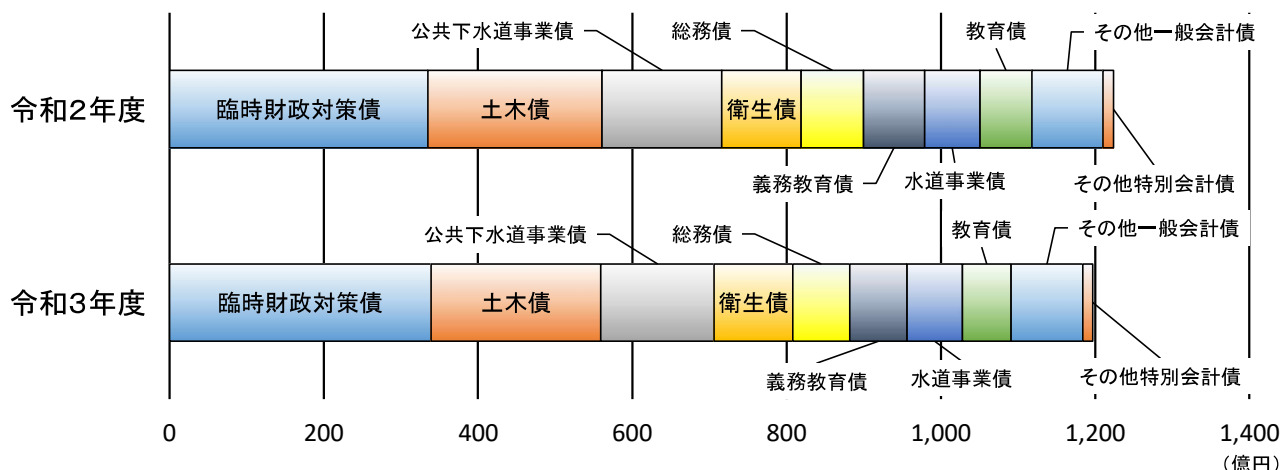 公共下水道事業債
総務債
教育債
その他一般会計債
令和2年度
臨時財政対策債
土木債
衛生債
義務教育債
水道事業債
その他特別会計債
公共下水道事業債
総務債
教育債
その他一般会計債
令和3年度
臨時財政対策債
土木債
衛生債
義務教育債
水道事業債
その他特別会計債
0 200 400 600 800 1,000 1,200 1,400
(億円)